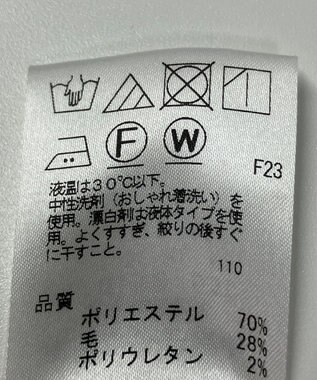 F W
F23
液温は30℃以下。
中性洗剤(おしゃれ着洗い)を
使用。漂白剤は液体タイプを使
用。よくすすぎ、絞りの後すぐ
に干すこと。
110
品質
ポリエステル 70%
毛 28%
ポリウレタン 2%